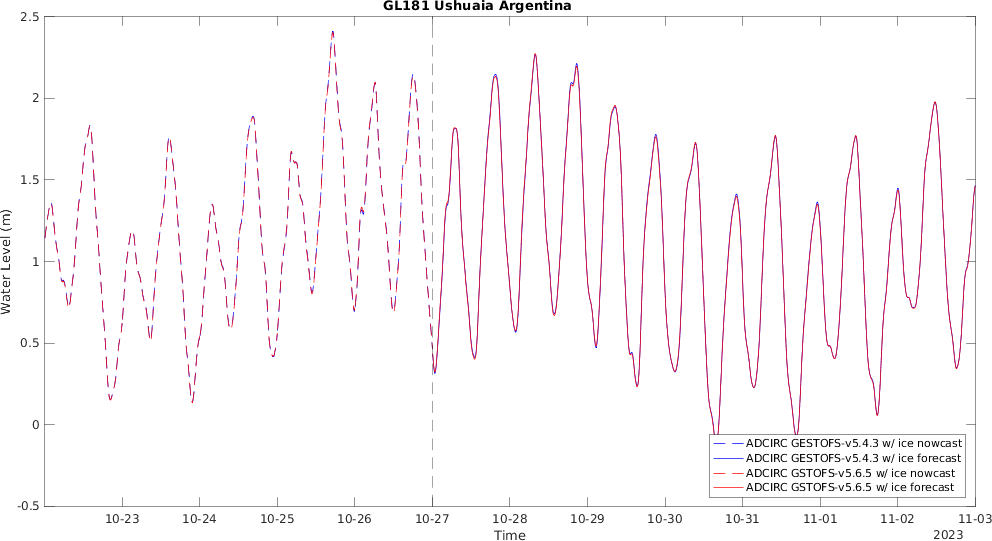 GL181 Ushuaia Argentina
2.5
2
1.5
1
0.5
0
-0.5
Water Level (m)
ADCIRC GESTOFS-v5.4.3 w/ ice nowcast
ADCIRC GESTOFS-v5.4.3 w/ ice forecast
ADCIRC GSTOFS-v5.6.5 w/ ice nowcast
ADCIRC GSTOFS-v5.6.5 w/ ice forecast
10-23 10-24 10-25 10-26 10-27 10-28 10-29 10-30 10-31 11-01 11-02 11-03
Time
2023